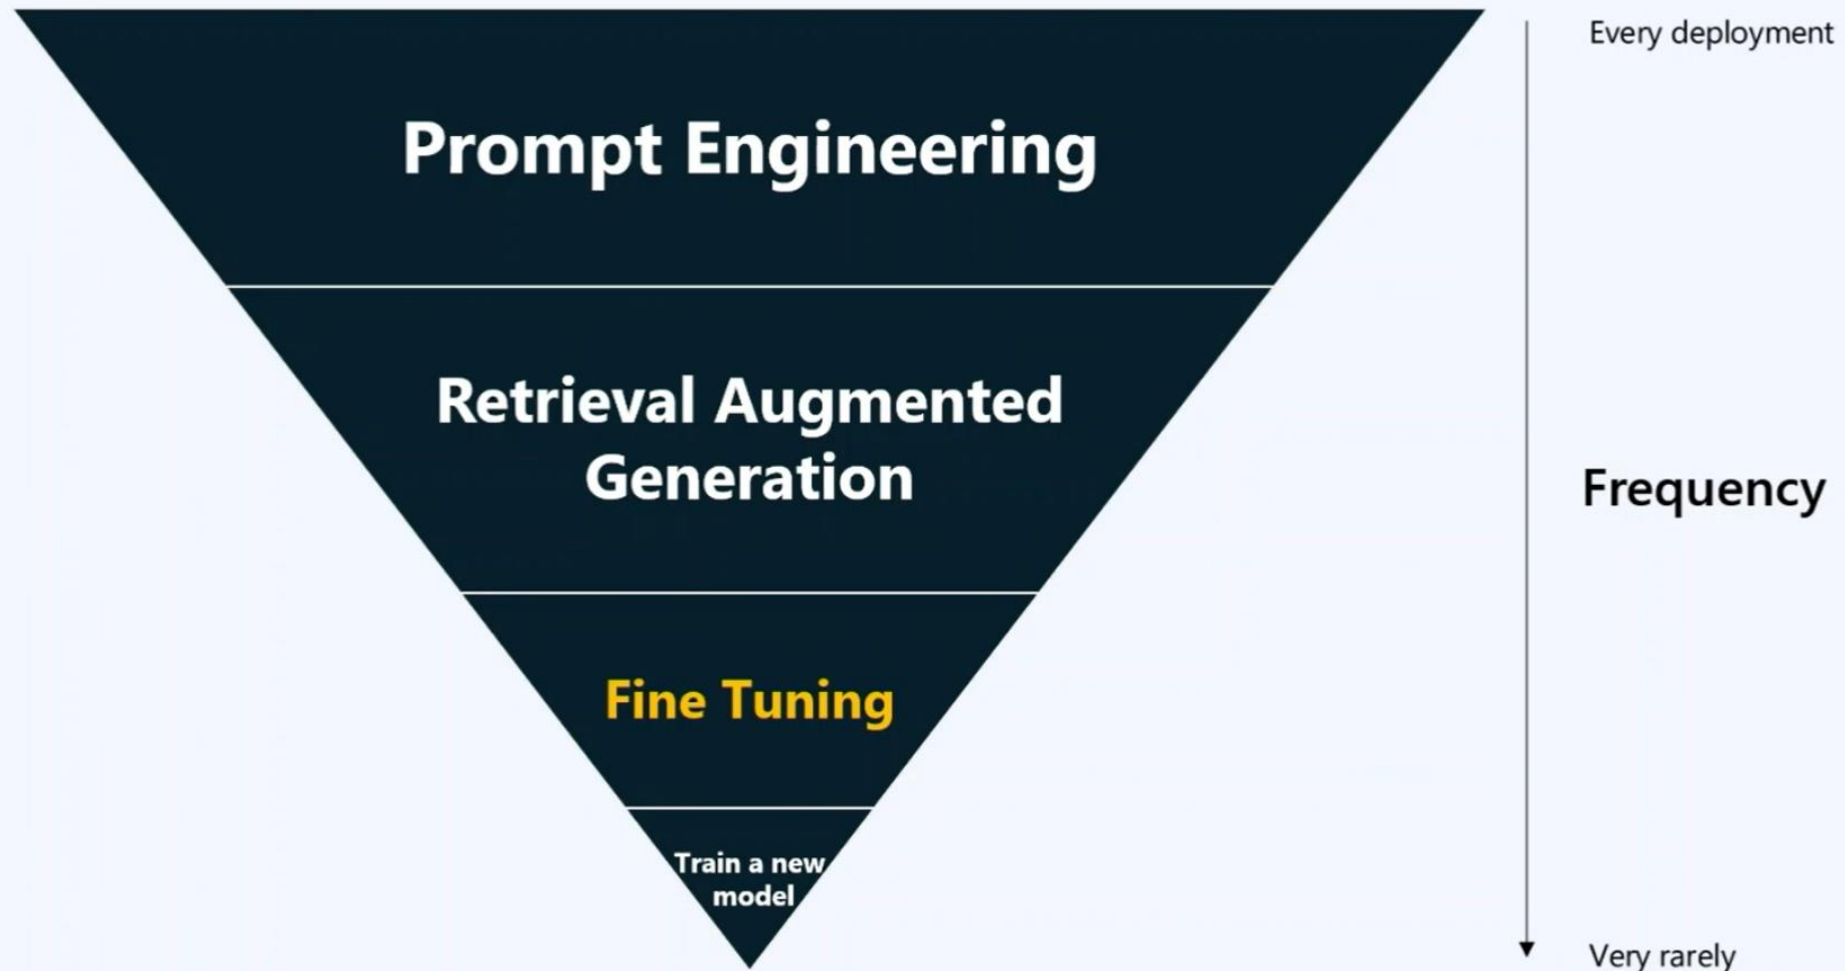 Every deployment
Prompt Engineering
Retrieval Augmented
Generation
Frequency
Fine Tuning
Train a new
model
Very rarely